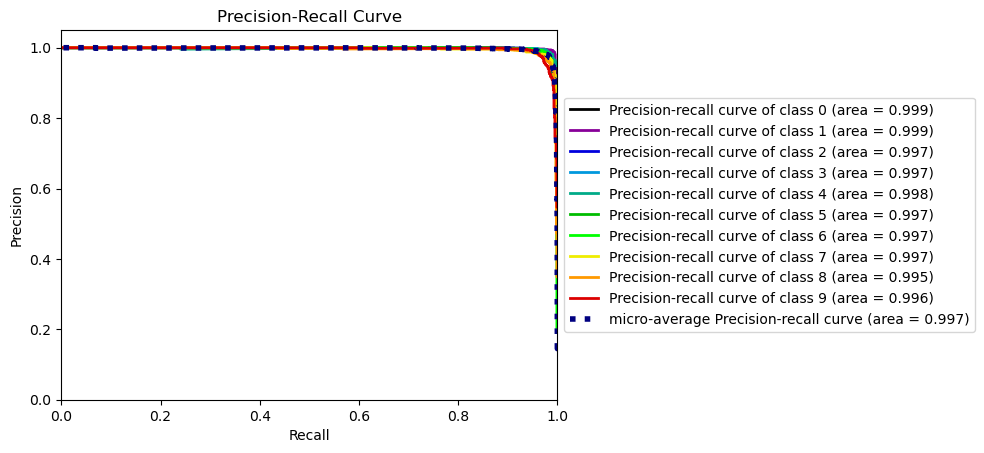 Precision-Recall Curve
1.0
0.8
0.6
0.4
0.2
0.0
Precision
0.0 0.2 0.4 0.6 0.8 1.0
Recall
Precision-recall curve of class 0 (area = 0.999)
Precision-recall curve of class 1 (area = 0.999)
Precision-recall curve of class 2 (area = 0.997)
Precision-recall curve of class 3 (area = 0.997)
Precision-recall curve of class 4 (area = 0.998)
Precision-recall curve of class 5 (area = 0.997)
Precision-recall curve of class 6 (area = 0.997)
Precision-recall curve of class 7 (area = 0.997)
Precision-recall curve of class 8 (area = 0.995)
Precision-recall curve of class 9 (area = 0.996)
micro-average Precision-recall curve (area = 0.997)